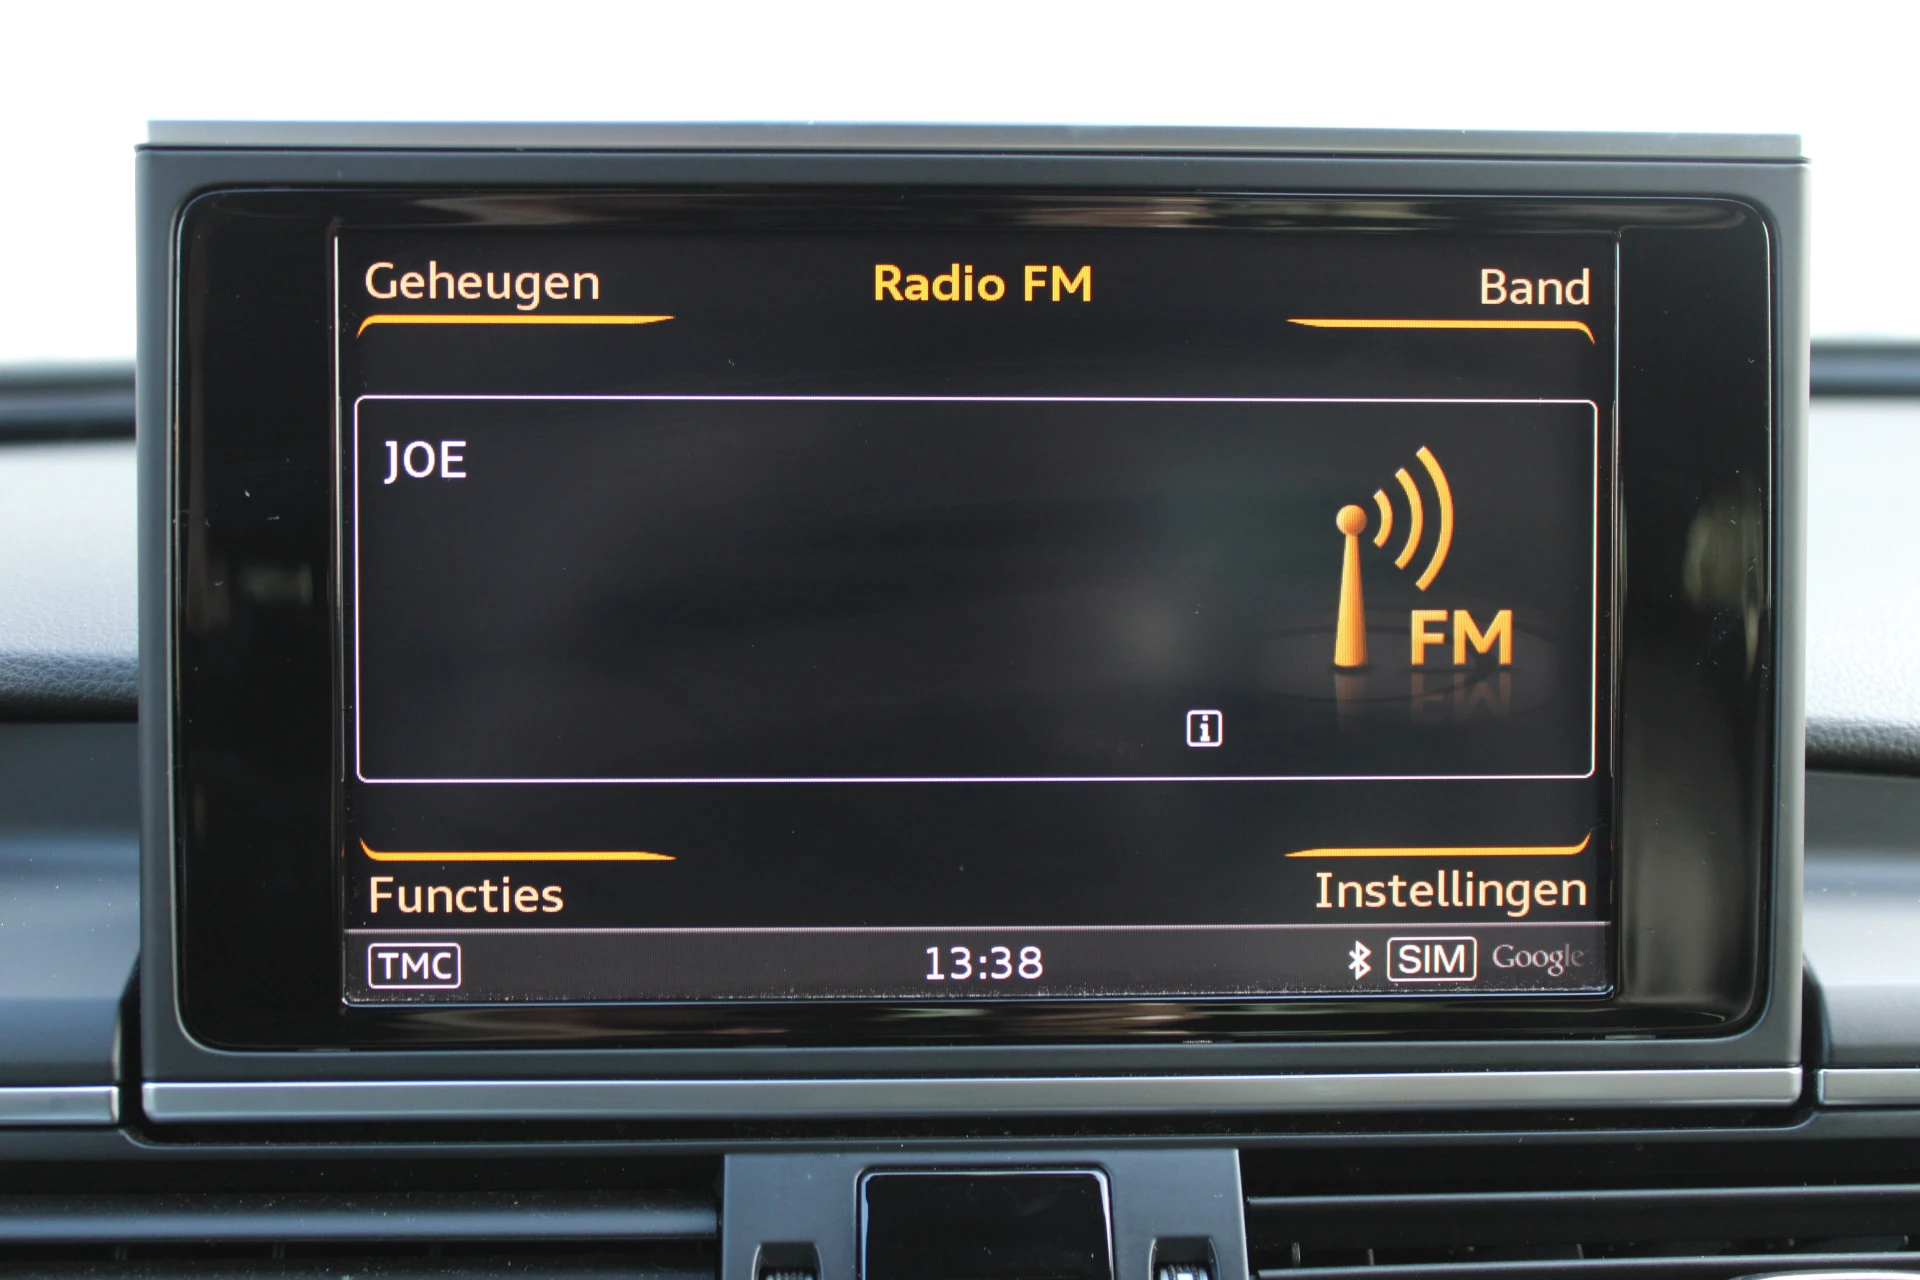 Geheugen
Radio FM
Band
JOE
FM
i
Functies
Instellingen
TMC
13:38
SIM
Google